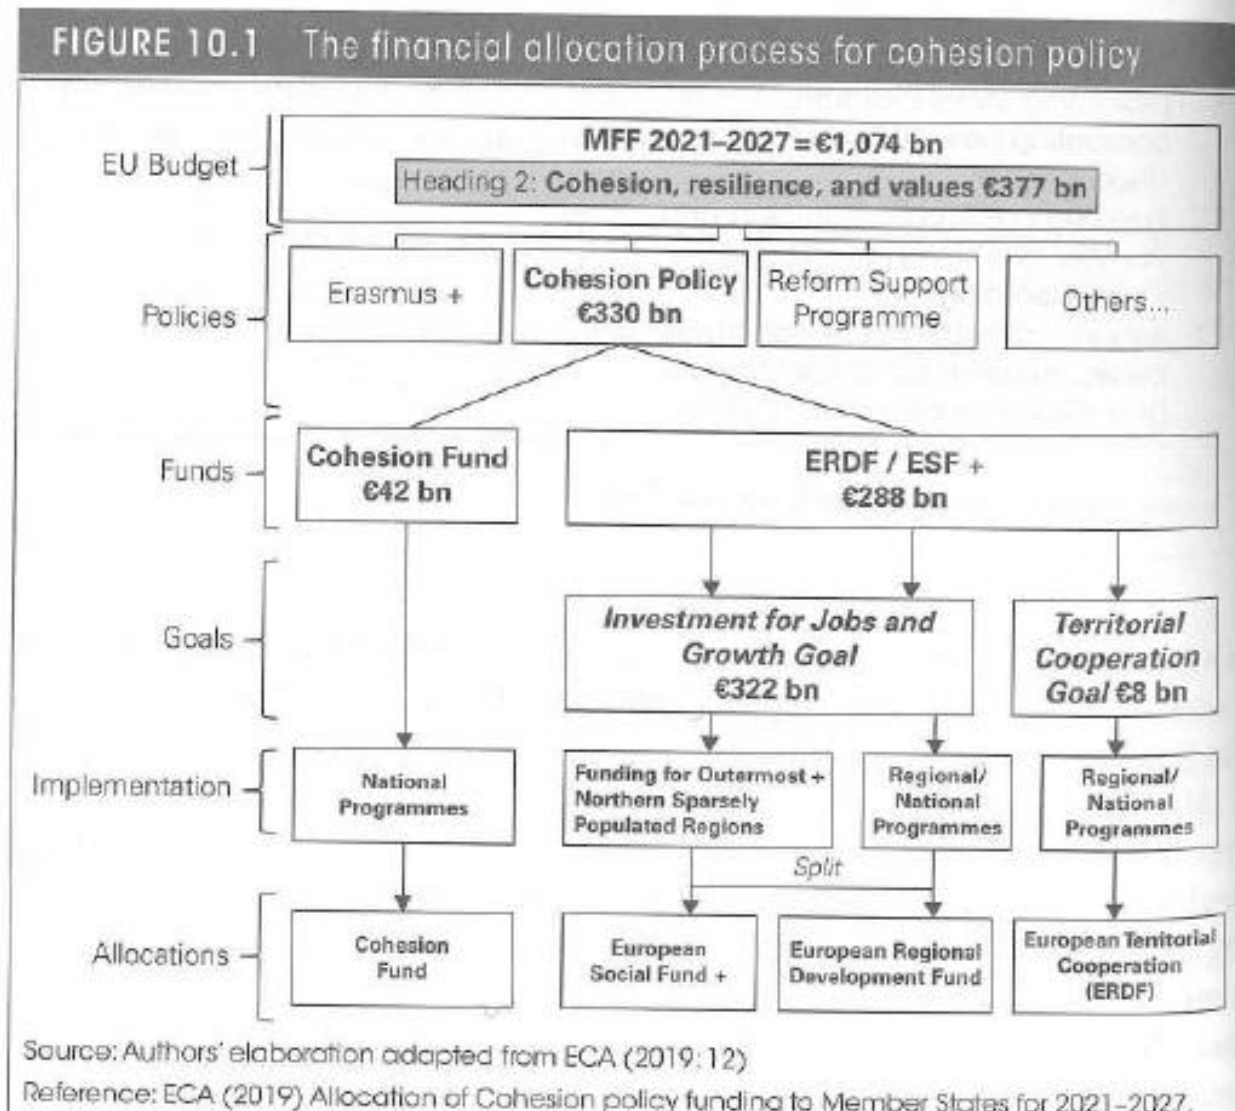 FIGURE 10.1 The financial allocation process for cohesion policy
EU Budget
MFF 2021–2027 = €1,074 bn
Heading 2: Cohesion, resilience, and values €377 bn
Policies
Erasmus +
Cohesion Policy
€330 bn
Reform Support
Programme
Others...
Funds
Cohesion Fund
€42 bn
ERDF / ESF +
€288 bn
Goals
Investment for Jobs and
Growth Goal
€322 bn
Territorial
Cooperation
Goal €8 bn
Implementation
National
Programmes
Funding for Outermost +
Northern Sparsely
Populated Regions
Regional/
National
Programmes
Regional/
National
Programmes
Split
Allocations
Cohesion
Fund
European
Social Fund +
European Regional
Development Fund
European Territorial
Cooperation
(ERDF)
Source: Authors' elaboration adapted from ECA (2019:12)
Reference: ECA (2019) Allocation of Cohesion policy funding to Member States for 2021–2027.